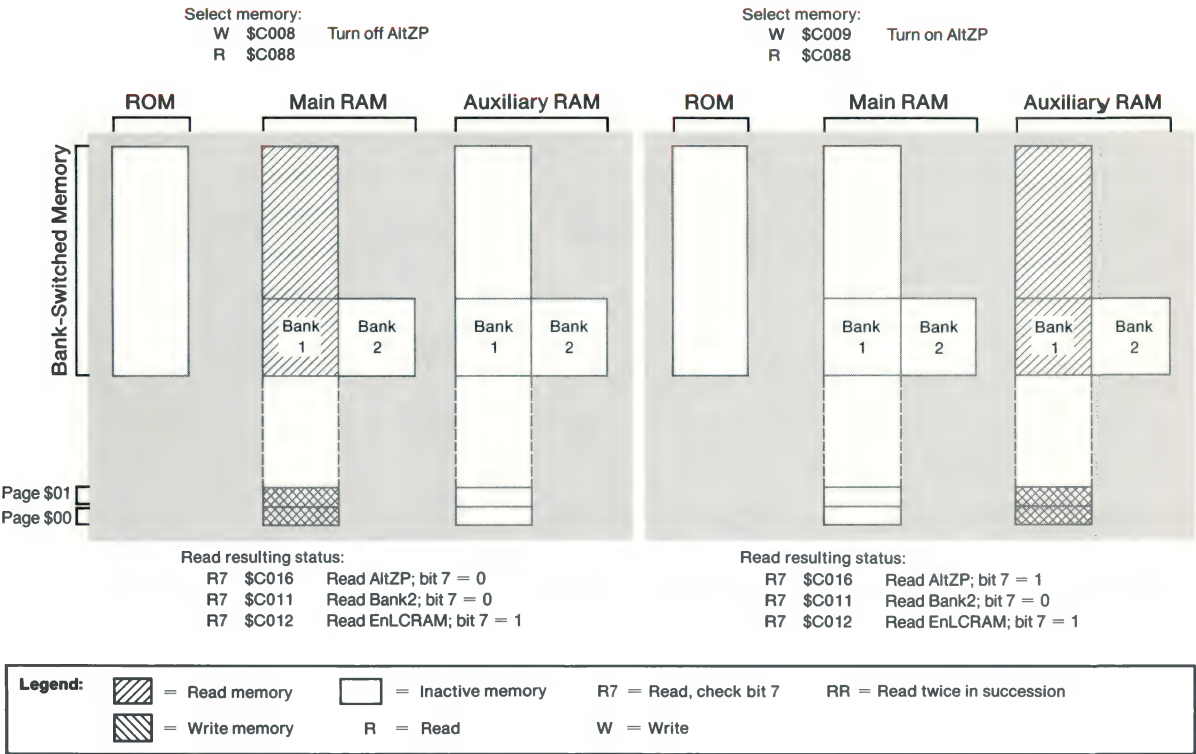 Select memory:
W $C008 Turn off AltZP
R $C088
ROM Main RAM Auxiliary RAM
Bank-Switched Memory
Bank 1
Bank 2
Bank 1
Bank 2
Page $01
Page $00
Read resulting status:
R7 $C016 Read AltZP; bit 7 = 0
R7 $C011 Read Bank2; bit 7 = 0
R7 $C012 Read EnLCRAM; bit 7 = 1
Select memory:
W $C009 Turn on AltZP
R $C088
ROM Main RAM Auxiliary RAM
Bank 1
Bank 2
Bank 1
Bank 2
Read resulting status:
R7 $C016 Read AltZP; bit 7 = 1
R7 $C011 Read Bank2; bit 7 = 0
R7 $C012 Read EnLCRAM; bit 7 = 1
Legend:
= Read memory = Inactive memory R7 = Read, check bit 7 RR = Read twice in succession
= Write memory R = Read W = Write